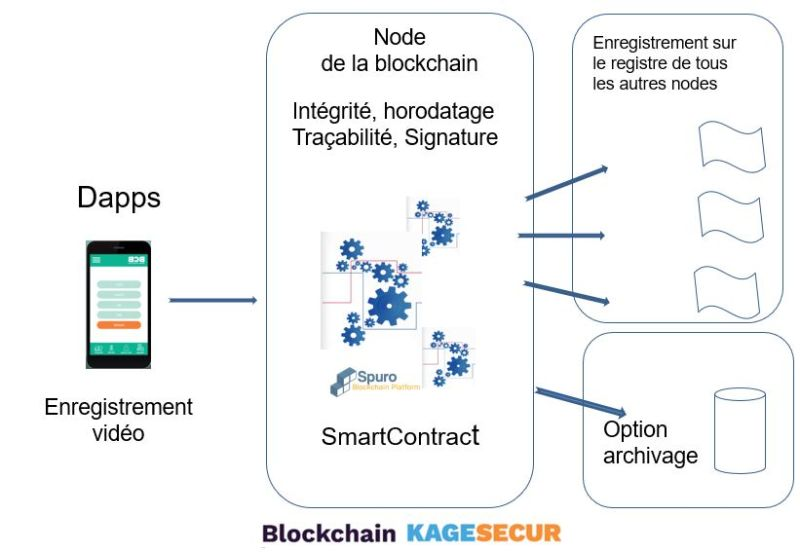 Node
de la blockchain
Intégrité, horodatage
Traçabilité, Signature
Enregistrement sur
le registre de tous
les autres nodes
Dapps
BCB
Enregistrement
vidéo
Spuro
Blockchain Platform
SmartContract
Option
archivage
Blockchain KAGESECUR